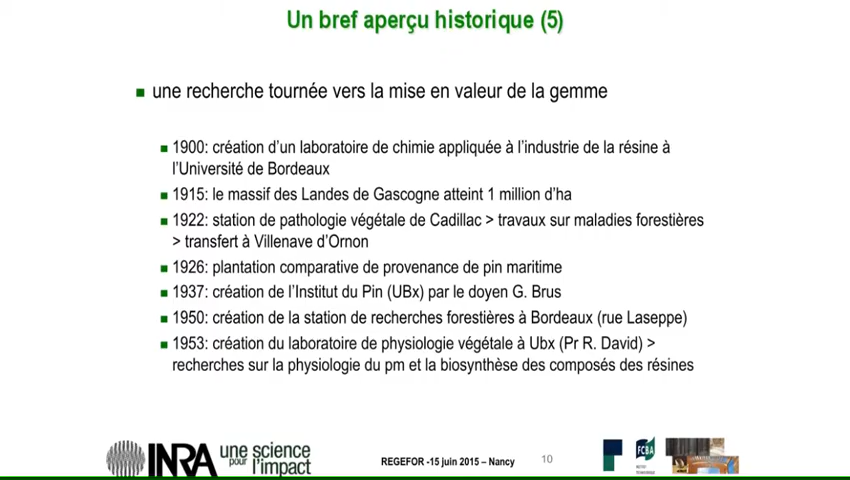 Un bref aperçu historique (5)
une recherche tournée vers la mise en valeur de la gemme
1900: création d'un laboratoire de chimie appliquée à l'industrie de la résine à
l'Université de Bordeaux
1915: le massif des Landes de Gascogne atteint 1 million d'ha
1922: station de pathologie végétale de Cadillac > travaux sur maladies forestières
> transfert à Villenave d'Ornon
1926: plantation comparative de provenance de pin maritime
1937: création de l'Institut du Pin (UBx) par le doyen G. Brus
1950: création de la station de recherches forestières à Bordeaux (rue Laseppe)
1953: création du laboratoire de physiologie végétale à Ubx (Pr R. David) >
recherches sur la physiologie du pm et la biosynthèse des composés des résines
INRA
une science
pour l'impact
REGEFOR -15 juin 2015 – Nancy
10
FCBA
INSTITUT
TECHNOLOGIQUE